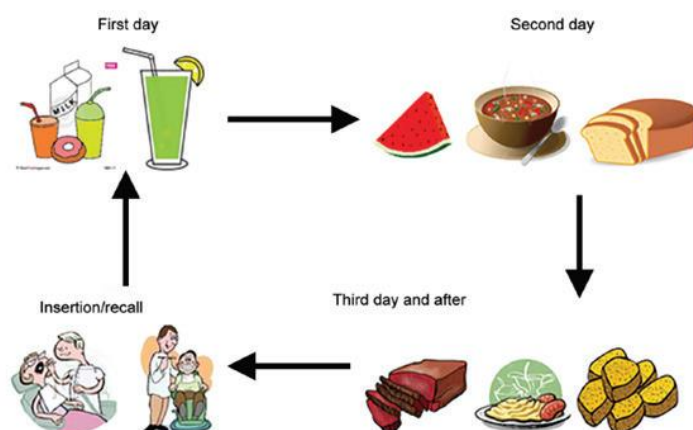 First day
Second day
MILK
Insertion/recall
Third day and after